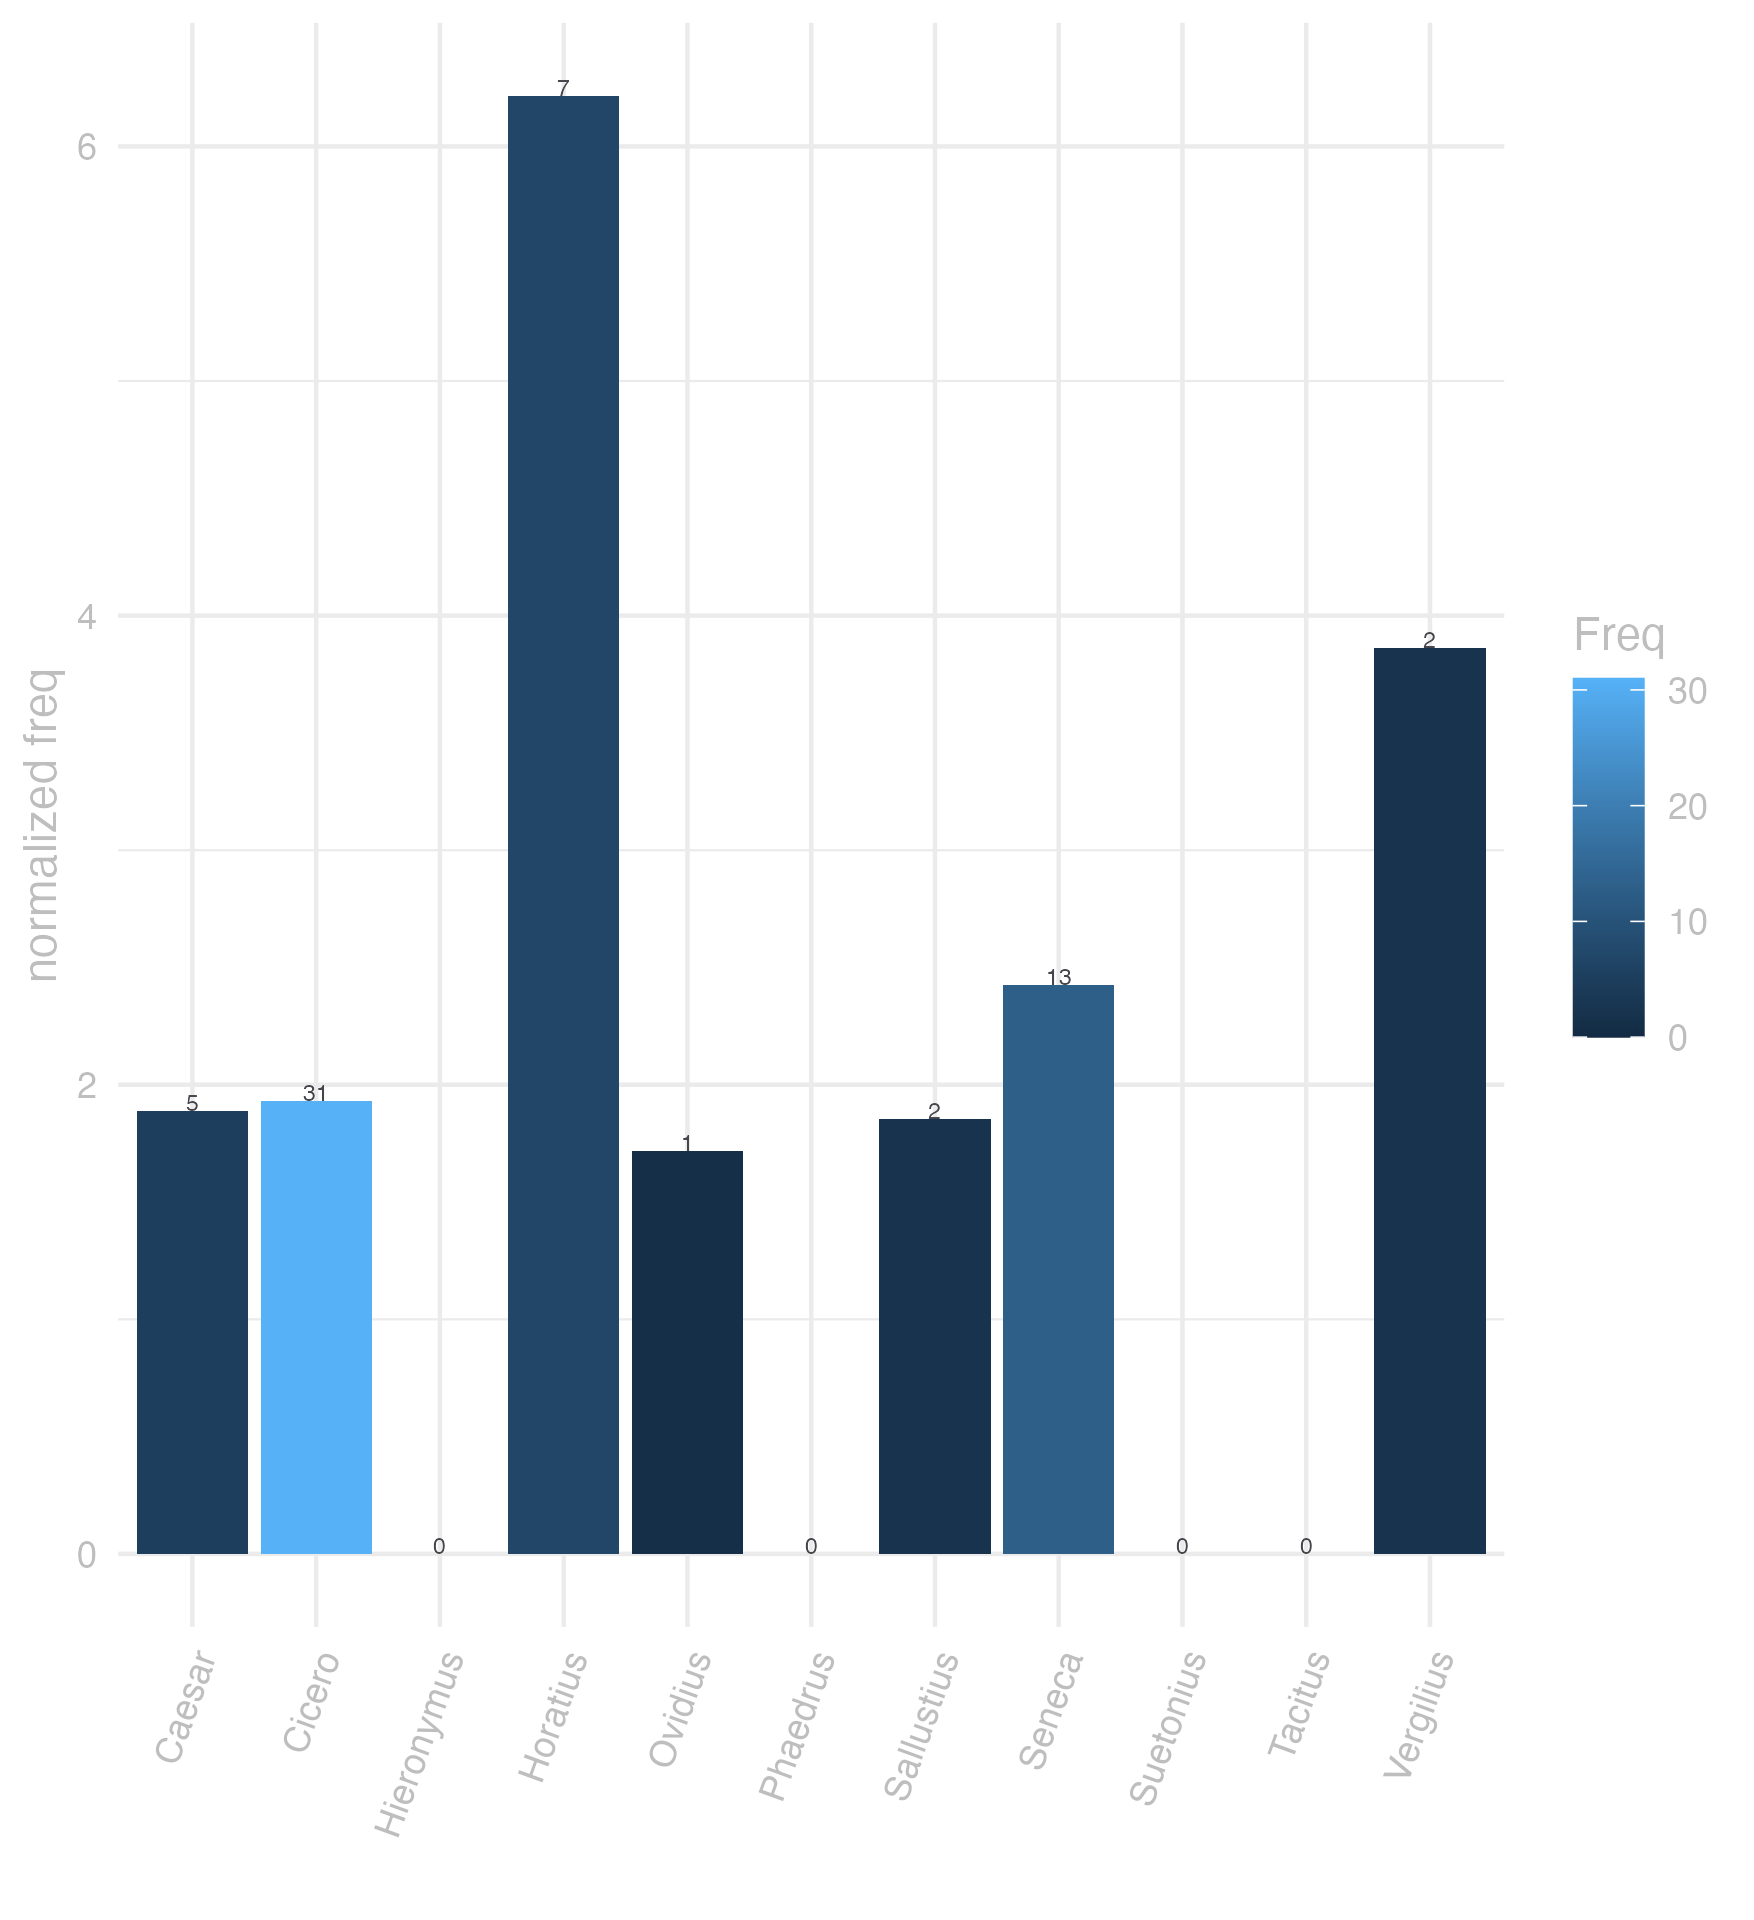 normalized freq
6
4
2
0
7
2
13
5
31
1
2
0
0
0
0
Caesar
Cicero
Hieronymus
Horatius
Ovidius
Phaedrus
Sallustius
Seneca
Suetonius
Tacitus
Vergilius
Freq
30
20
10
0